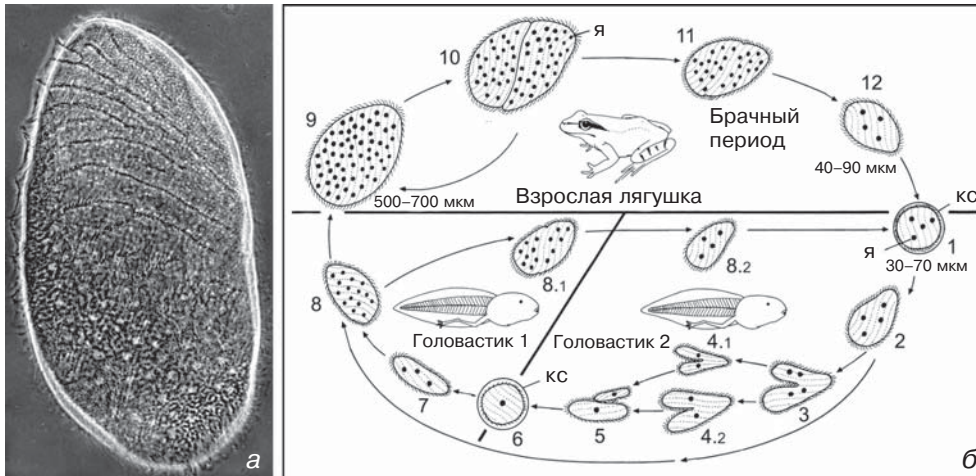 а
б
9
10
я
11
12
Брачный
период
40–90 мкм
500–700 мкм
Взрослая лягушка
кс
1
я
30–70 мкм
8
8.1
8.2
Головастик 1
Головастик 2
4.1
2
7
кс
6
5
4.2
3